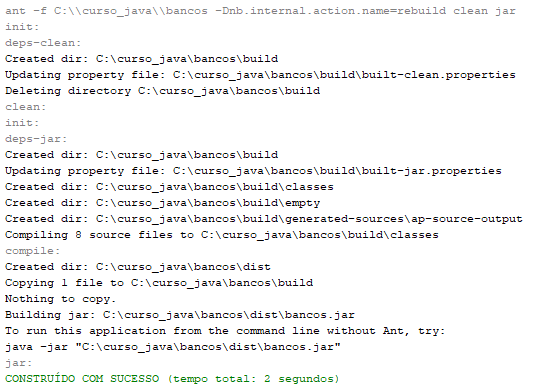 ant -f C:\\curso_java\\bancos -Dnb.internal.action.name=rebuild clean jar
init:
deps-clean:
Created dir: C:\curso_java\bancos\build
Updating property file: C:\curso_java\bancos\build\built-clean.properties
Deleting directory C:\curso_java\bancos\build
clean:
init:
deps-jar:
Created dir: C:\curso_java\bancos\build
Updating property file: C:\curso_java\bancos\build\built-jar.properties
Created dir: C:\curso_java\bancos\build\classes
Created dir: C:\curso_java\bancos\build\empty
Created dir: C:\curso_java\bancos\build\generated-sources\ap-source-output
Compiling 8 source files to C:\curso_java\bancos\build\classes
compile:
Created dir: C:\curso_java\bancos\dist
Copying 1 file to C:\curso_java\bancos\build
Nothing to copy.
Building jar: C:\curso_java\bancos\dist\bancos.jar
To run this application from the command line without Ant, try:
java -jar "C:\curso_java\bancos\dist\bancos.jar"
jar:
CONSTRUÍDO COM SUCESSO (tempo total: 2 segundos)